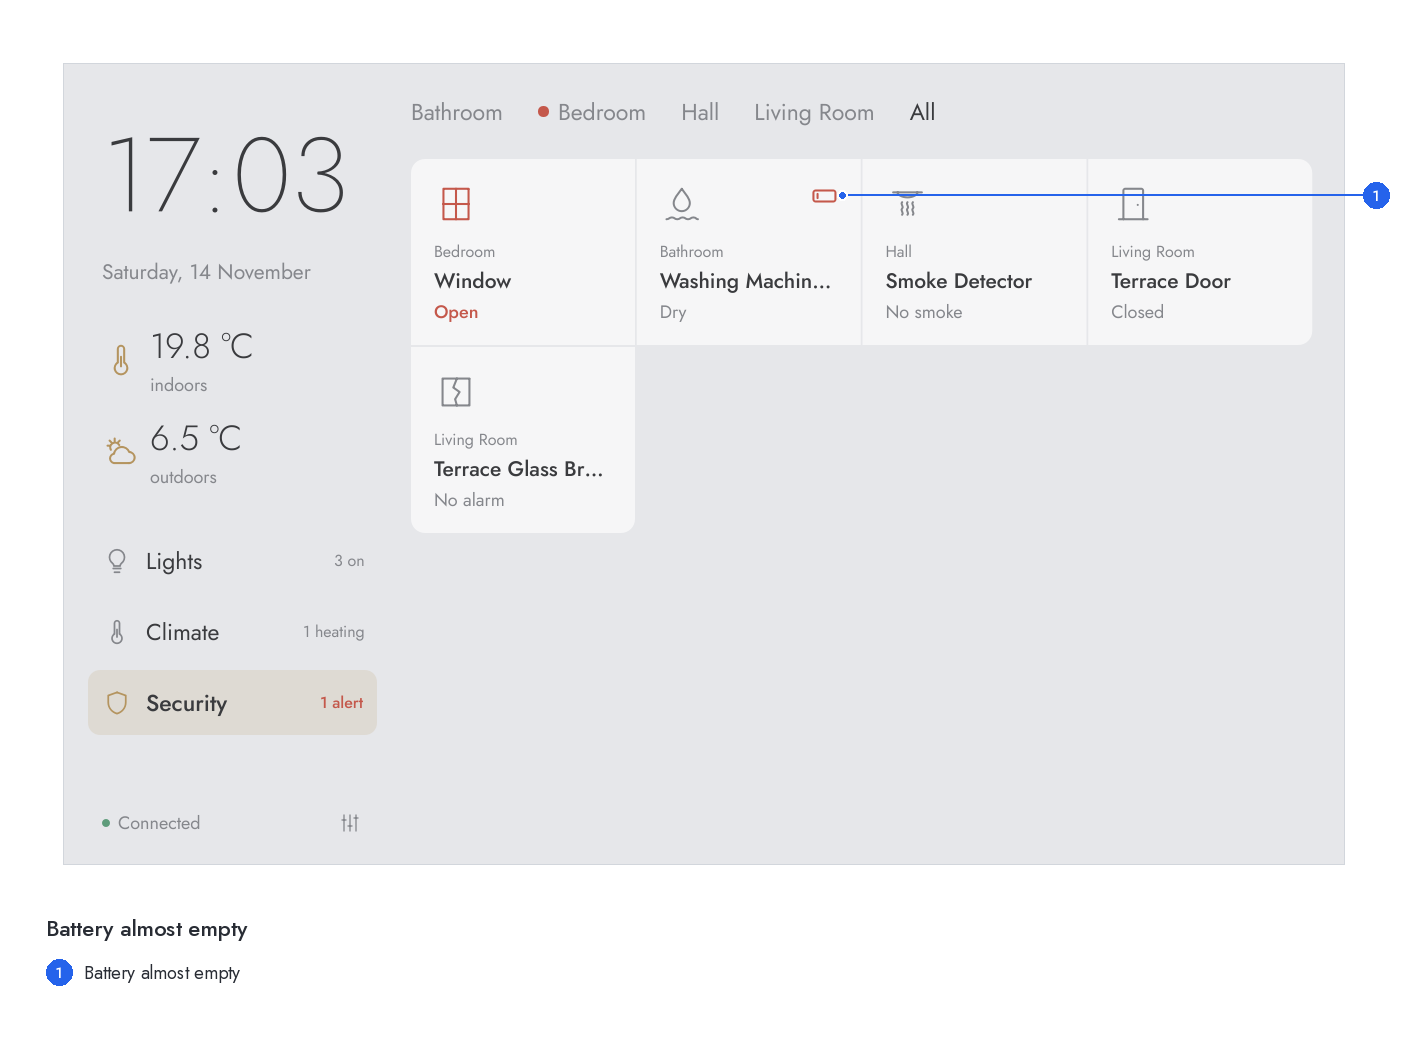 17:03
Saturday, 14 November
19.8 °C
indoors
6.5 °C
outdoors
Lights 3 on
Climate 1 heating
Security 1 alert
Connected
Bathroom Bedroom Hall Living Room All
Bedroom
Window
Open
Bathroom
Washing Machin...
Dry
Hall
Smoke Detector
No smoke
Living Room
Terrace Door
Closed
Living Room
Terrace Glass Br...
No alarm
1
Battery almost empty
1 Battery almost empty